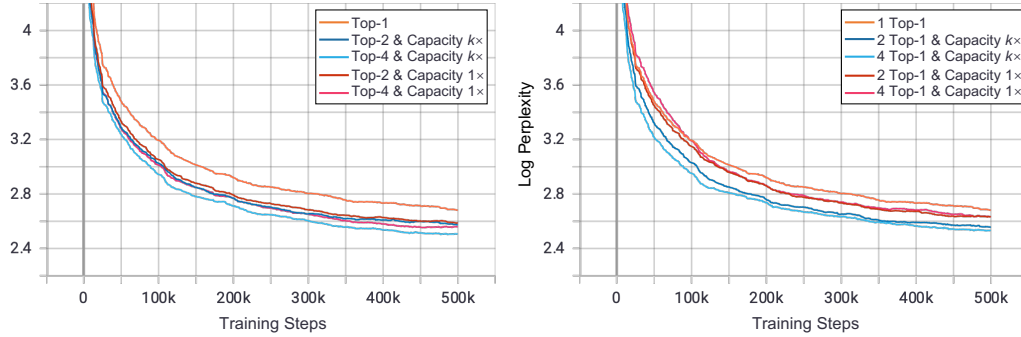 4
3.6
3.2
2.8
2.4
0
100k
200k
300k
400k
500k
Training Steps
Top-1
Top-2 & Capacity k×
Top-4 & Capacity k×
Top-2 & Capacity 1×
Top-4 & Capacity 1×
Log Perplexity
4
3.6
3.2
2.8
2.4
0
100k
200k
300k
400k
500k
Training Steps
1 Top-1
2 Top-1 & Capacity k×
4 Top-1 & Capacity k×
2 Top-1 & Capacity 1×
4 Top-1 & Capacity 1×